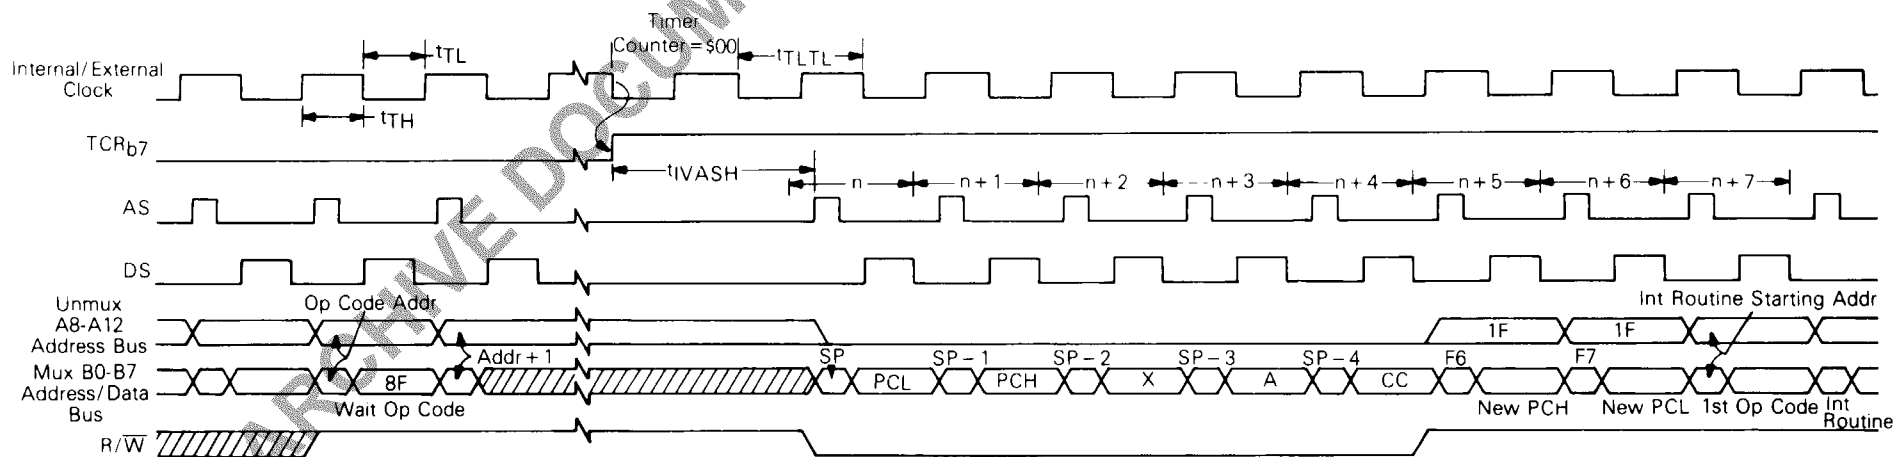 Timer
Counter = $00
tTL
tTLTL
Internal/External
Clock
tTH
TCRb7
tIVASH
n
n + 1
n + 2
n + 3
n + 4
n + 5
n + 6
n + 7
AS
DS
Op Code Addr
Int Routine Starting Addr
Unmux
A8-A12
Address Bus
1F
1F
Addr + 1
SP
SP - 1
SP - 2
SP - 3
SP - 4
F6
F7
Mux B0-B7
Address/Data
Bus
8F
PCL
PCH
X
A
CC
Wait Op Code
New PCH
New PCL
1st Op Code
Int
Routine
R/W̅
ARCHIVE DOCUM